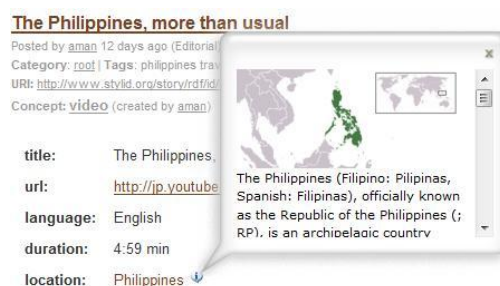 The Philippines, more than usual
Posted by aman 12 days ago (Editorial)
Category: root | Tags: philippines
URI: http://www.stylid.org/story/rdf/id/
Concept: video (created by aman)
title: The Philippines,
url: http://jp.youtube
language: English
duration: 4:59 min
location: Philippines
x
The Philippines (Filipino: Pilipinas,
Spanish: Filipinas), officially known
as the Republic of the Philippines (;
RP), is an archipelagic country